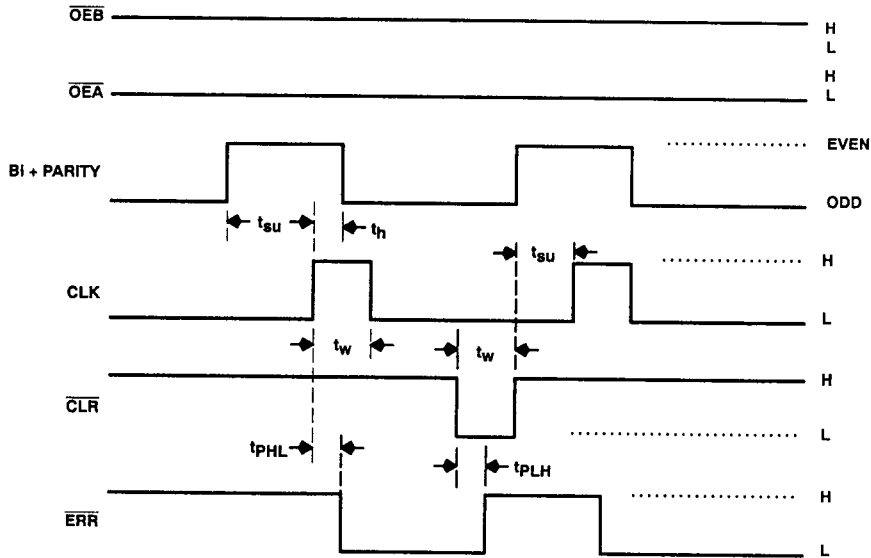 OEB
H
L
OEA
H
L
Bi + PARITY
EVEN
ODD
tsu
th
tsu
CLK
H
L
tw
tw
CLR
H
L
tPHL
tPLH
ERR
H
L